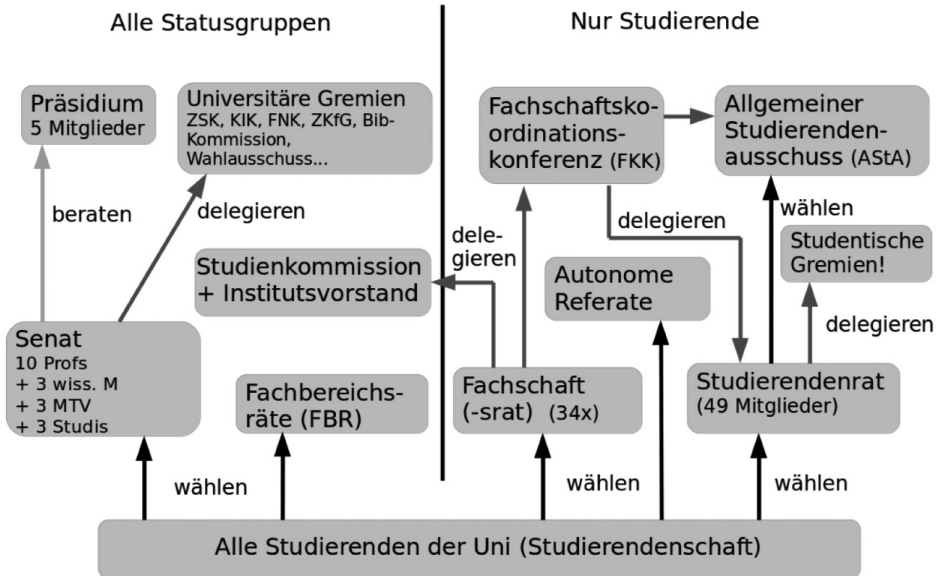 Alle Statusgruppen
Nur Studierende
Präsidium
5 Mitglieder
Universitäre Gremien
ZSK, KIK, FNK, ZKfG, Bib-
Kommission,
Wahlausschuss...
Fachschaftsko-
ordinations-
konferenz (FKK)
Allgemeiner
Studierenden-
ausschuss (AStA)
beraten
delegieren
dele-
gieren
delegieren
wählen
Studentische
Gremien!
Studienkommission
+ Institutsvorstand
Autonome
Referate
delegieren
Senat
10 Profs
+ 3 wiss. M
+ 3 MTV
+ 3 Studis
Fachbereichs-
räte (FBR)
Fachschaft
(-srat) (34x)
Studierendenrat
(49 Mitglieder)
wählen
wählen
wählen
Alle Studierenden der Uni (Studierendenschaft)